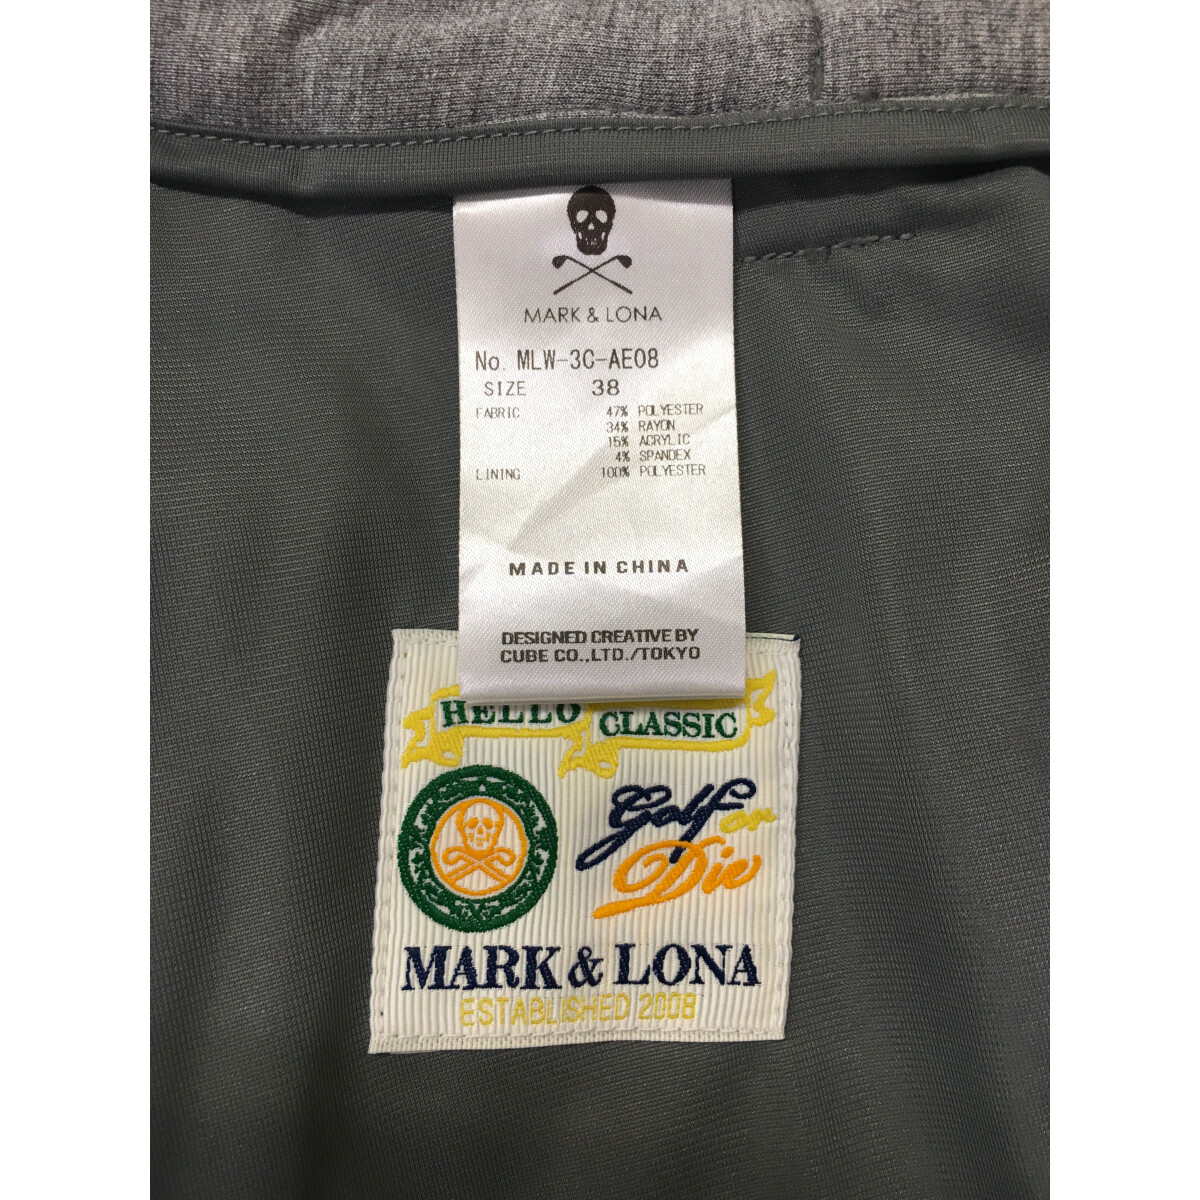 MARK & LONA
No. MLW-3C-AE08
SIZE 38
FABRIC 47% POLYESTER
34% RAYON
15% ACRYLIC
4% SPANDEX
LINING 100% POLYESTER
MADE IN CHINA
DESIGNED CREATIVE BY
CUBE CO.,LTD./TOKYO
HELLO CLASSIC
Golf or
Die
MARK & LONA
ESTABLISHED 2008